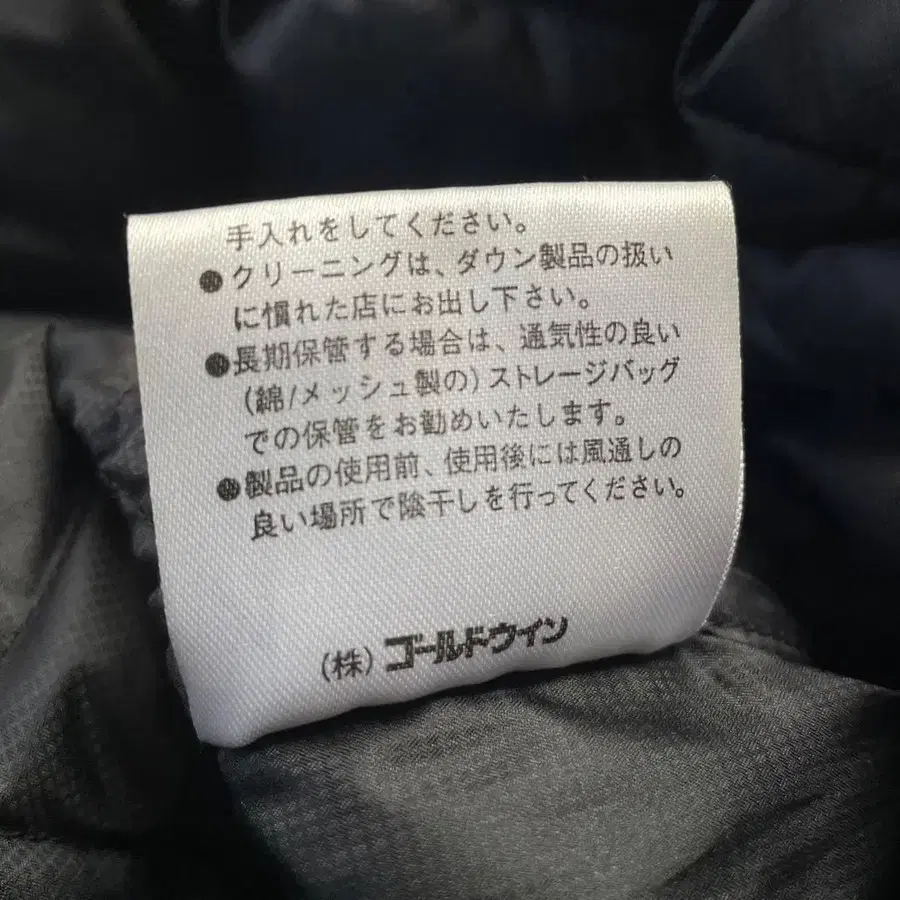 手入れをしてください。
●クリーニングは、ダウン製品の扱い
に慣れた店にお出し下さい。
●長期保管する場合は、通気性の良い
(綿/メッシュ製の)ストレージバッグ
での保管をお勧めいたします。
●製品の使用前、使用後には風通しの
良い場所で陰干しを行ってください。
(株)ゴールドウイン